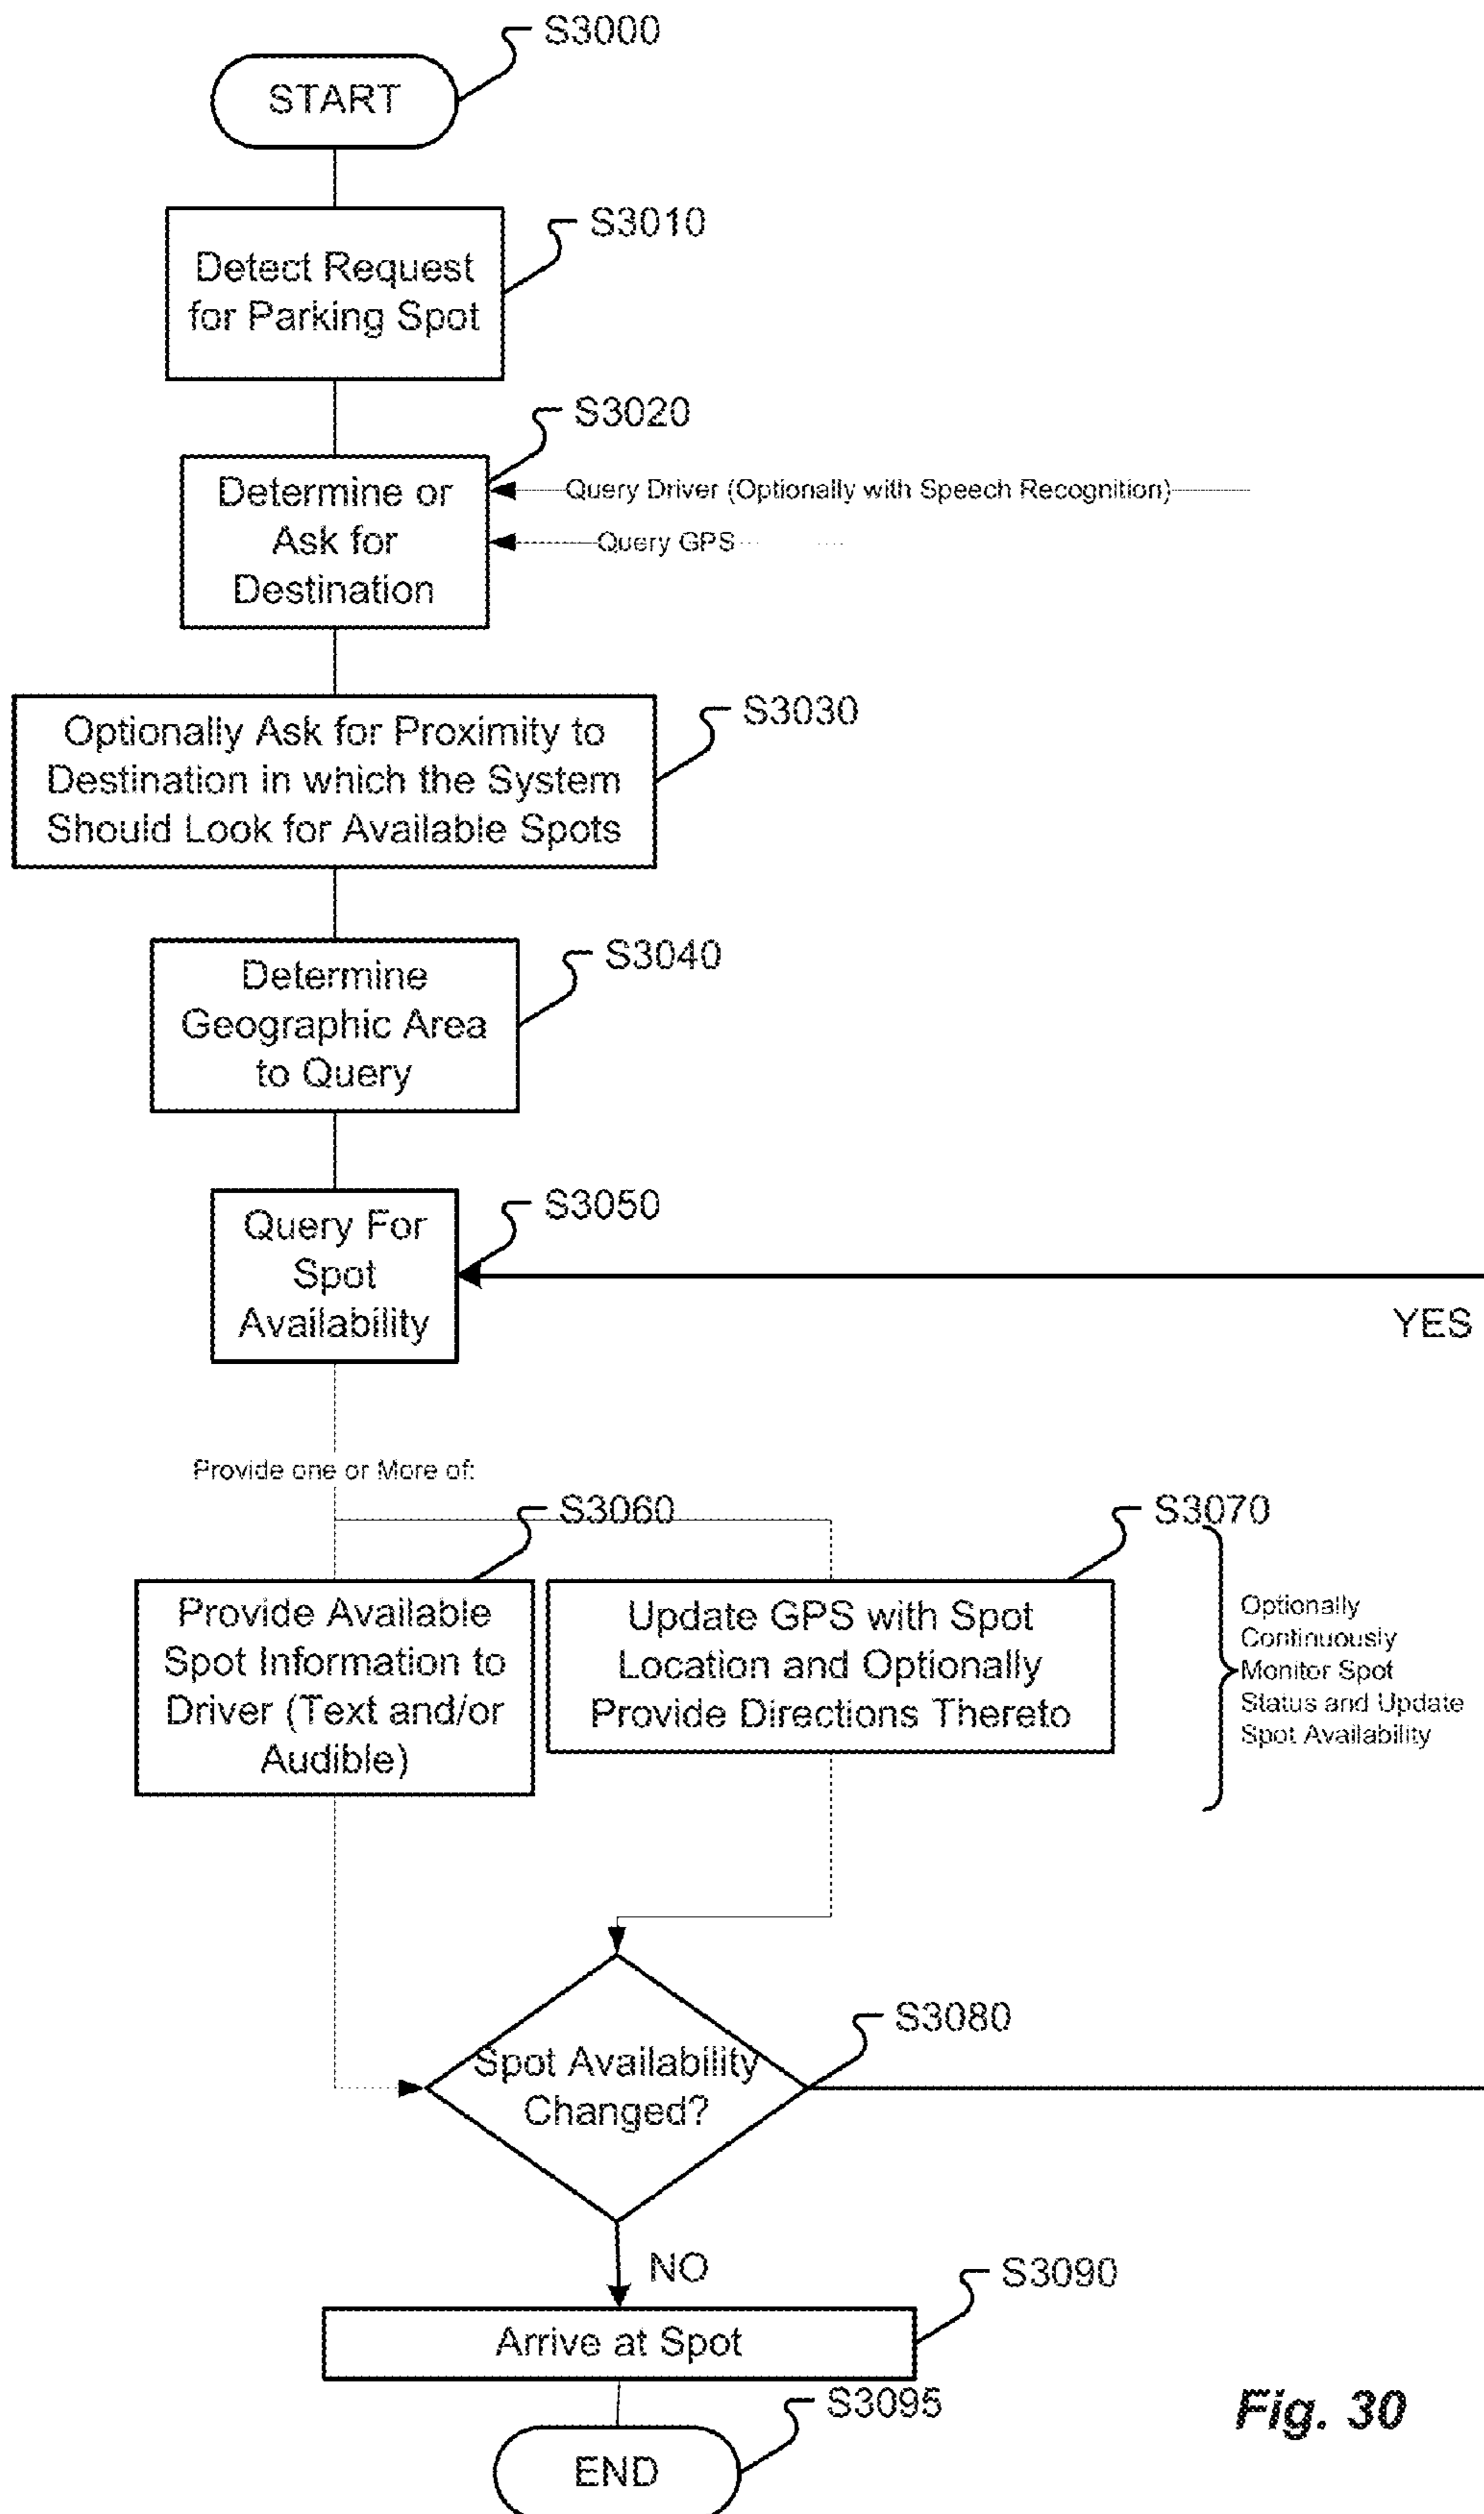 S3000
START
S3010
Detect Request
for Parking Spot
S3020
Determine or
Ask for
Destination
Query Driver (Optionally with Speech Recognition)
Query GPS
S3030
Optionally Ask for Proximity to
Destination in which the System
Should Look for Available Spots
S3040
Determine
Geographic Area
to Query
S3050
Query For
Spot
Availability
YES
Provide one or More of:
S3060
S3070
Provide Available
Spot Information to
Driver (Text and/or
Audible)
Update GPS with Spot
Location and Optionally
Provide Directions Thereto
Optionally
Continuously
Monitor Spot
Status and Update
Spot Availability
S3080
Spot Availability
Changed?
NO
S3090
Arrive at Spot
S3095
END
Fig. 30